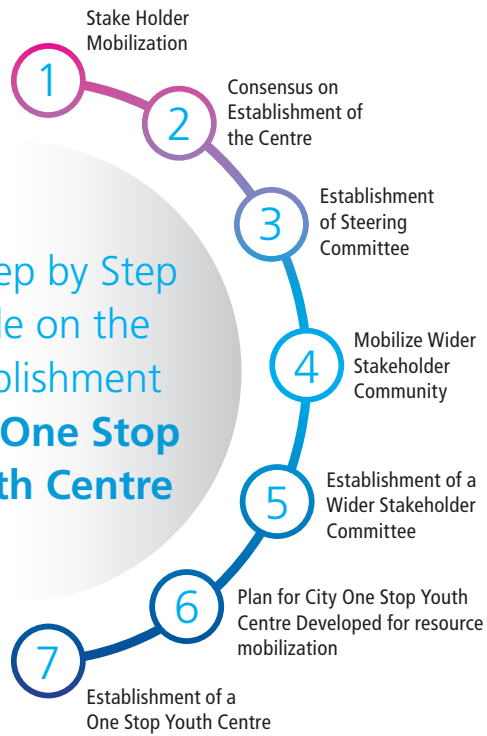 Stake Holder
Mobilization
1
2
Consensus on
Establishment of
the Centre
3
Establishment
of Steering
Committee
ep by Step
le on the
blishment
One Stop
th Centre
4
Mobilize Wider
Stakeholder
Community
5
Establishment of a
Wider Stakeholder
Committee
6
Plan for City One Stop Youth
Centre Developed for resource
mobilization
7
Establishment of a
One Stop Youth Centre